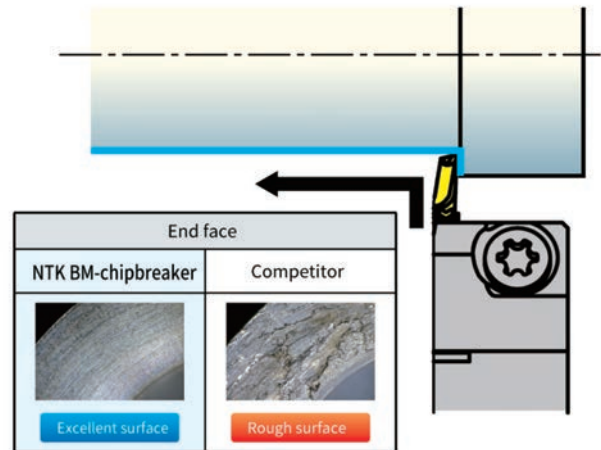 End face
NTK BM-chipbreaker
Competitor
Excellent surface
Rough surface